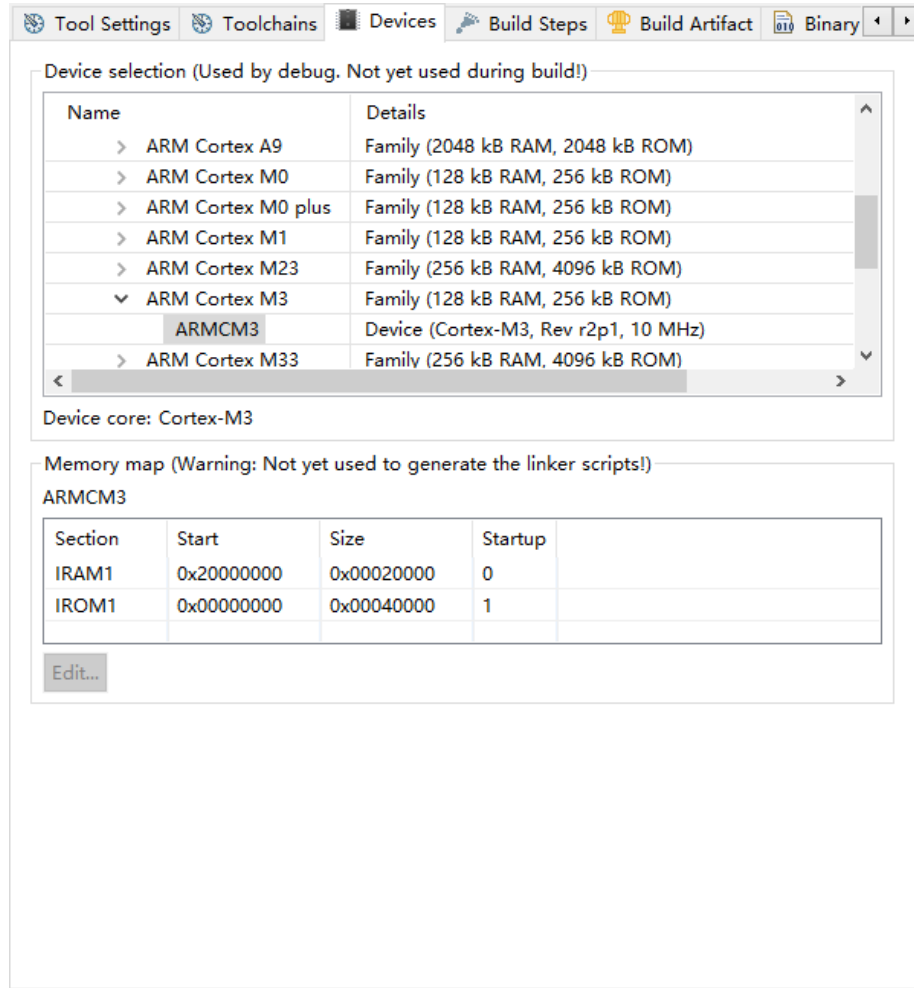 Tool Settings Toolchains Devices Build Steps Build Artifact Binary
Device selection (Used by debug. Not yet used during build!)
Name Details
ARM Cortex A9 Family (2048 kB RAM, 2048 kB ROM)
ARM Cortex M0 Family (128 kB RAM, 256 kB ROM)
ARM Cortex M0 plus Family (128 kB RAM, 256 kB ROM)
ARM Cortex M1 Family (128 kB RAM, 256 kB ROM)
ARM Cortex M23 Family (256 kB RAM, 4096 kB ROM)
ARM Cortex M3 Family (128 kB RAM, 256 kB ROM)
ARMCM3 Device (Cortex-M3, Rev r2p1, 10 MHz)
ARM Cortex M33 Family (256 kB RAM, 4096 kB ROM)
Device core: Cortex-M3
Memory map (Warning: Not yet used to generate the linker scripts!)
ARMCM3
Section Start Size Startup
IRAM1 0x20000000 0x00020000 0
IROM1 0x00000000 0x00040000 1
Edit...